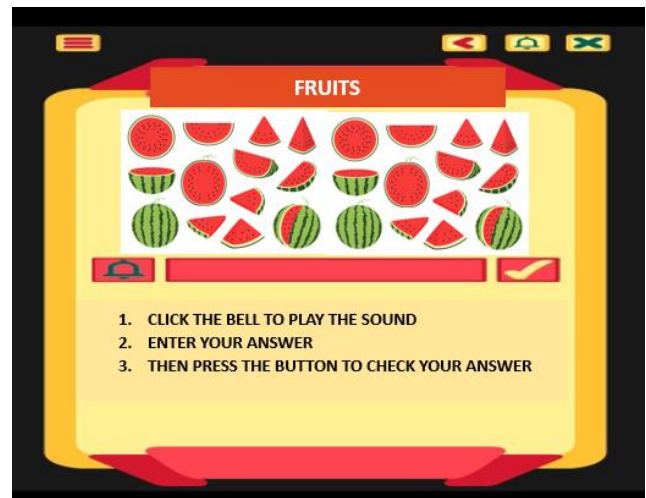 FRUITS
1. CLICK THE BELL TO PLAY THE SOUND
2. ENTER YOUR ANSWER
3. THEN PRESS THE BUTTON TO CHECK YOUR ANSWER